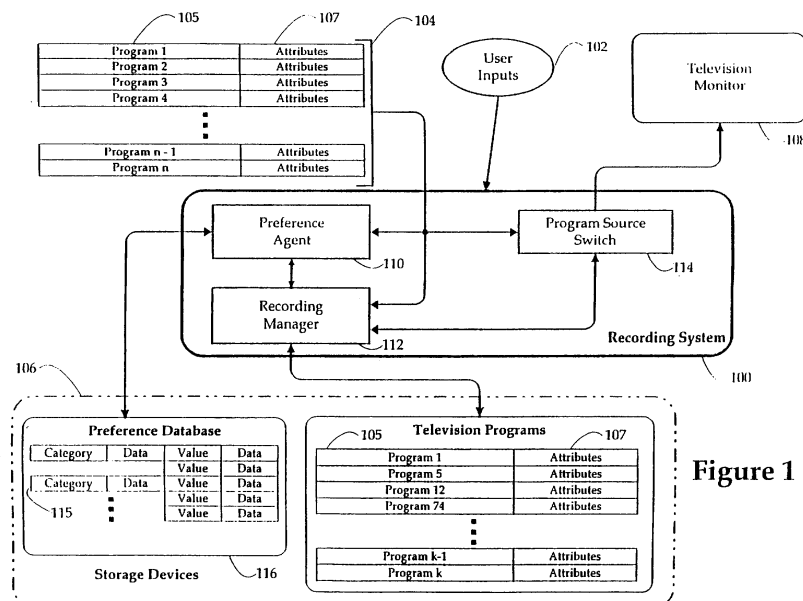 105
107
104
Program 1 Attributes
Program 2 Attributes
Program 3 Attributes
Program 4 Attributes
Program n - 1 Attributes
Program n Attributes
User
Inputs
102
Television
Monitor
108
Preference
Agent
110
Program Source
Switch
114
Recording
Manager
112
Recording System
100
106
Preference Database
Category Data Value Data
Value Data
Category Data Value Data
Value Data
Value Data
115
116
Storage Devices
Television Programs
105
107
Program 1 Attributes
Program 5 Attributes
Program 12 Attributes
Program 74 Attributes
Program k-1 Attributes
Program k Attributes
Figure 1